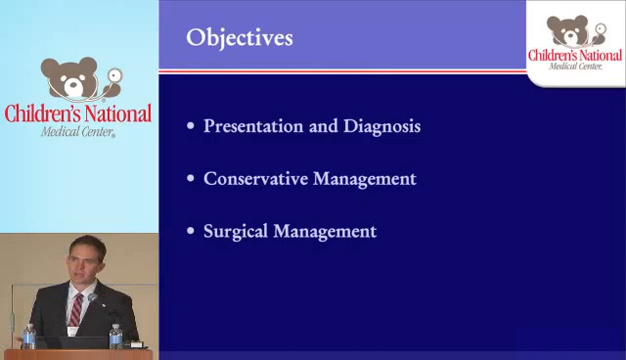 Children's National
Medical Center®
Objectives
Children's National
Medical Center®
• Presentation and Diagnosis
• Conservative Management
• Surgical Management